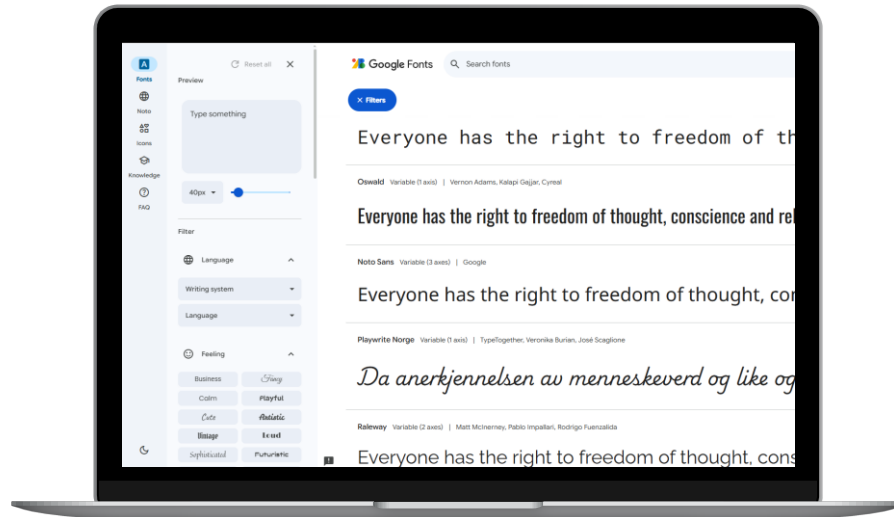 Fonts
Noto
Icons
Knowledge
FAQ
Reset all
Preview
Type something
40px
Filter
Language
Writing system
Language
Feeling
Business
Fancy
Calm
Playful
Cute
Artistic
Vintage
Loud
Sophisticated
Futuristic
Google Fonts
Search fonts
× Filters
Everyone has the right to freedom of th
Oswald Variable (1 axis) | Vernon Adams, Kalapi Gajjar, Cyreal
Everyone has the right to freedom of thought, conscience and rel
Noto Sans Variable (3 axes) | Google
Everyone has the right to freedom of thought, cor
Playwrite Norge Variable (1 axis) | TypeTogether, Veronika Burian, José Scaglione
Da anerkjennelsen av menneskeverd og like og
Raleway Variable (2 axes) | Matt McInerney, Pablo Impallari, Rodrigo Fuenzalida
Everyone has the right to freedom of thought, cons